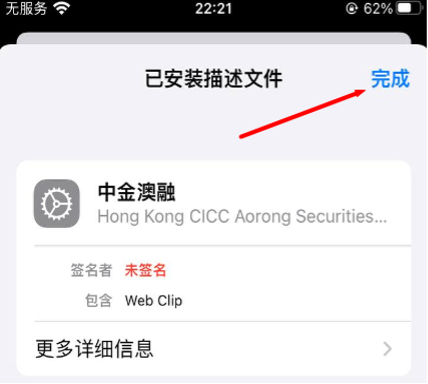 无服务 22:21 62%
已安装描述文件 完成
中金澳融
Hong Kong CICC Aorong Securities...
签名者 未签名
包含 Web Clip
更多详细信息